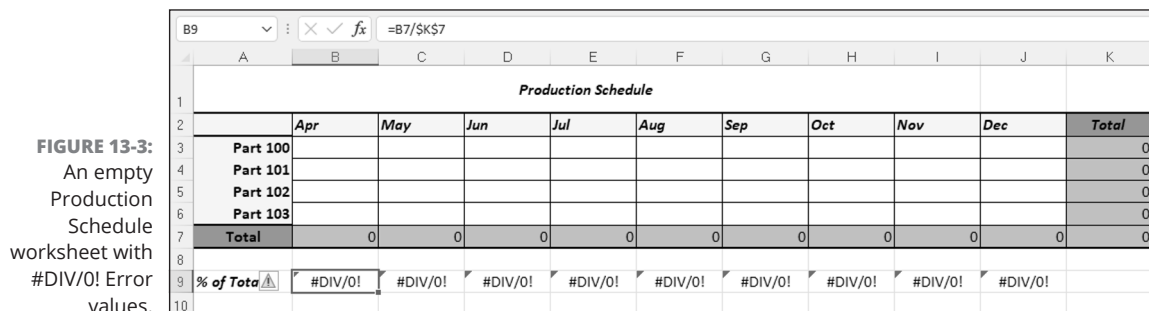 B9 fx =B7/$K$7
A B C D E F G H I J K
1 Production Schedule
2 Apr May Jun Jul Aug Sep Oct Nov Dec Total
3 Part 100 0
4 Part 101 0
5 Part 102 0
6 Part 103 0
7 Total 0 0 0 0 0 0 0 0 0 0
8
9 % of Tota #DIV/0! #DIV/0! #DIV/0! #DIV/0! #DIV/0! #DIV/0! #DIV/0! #DIV/0! #DIV/0!
10
FIGURE 13-3:
An empty
Production
Schedule
worksheet with
#DIV/0! Error
values.